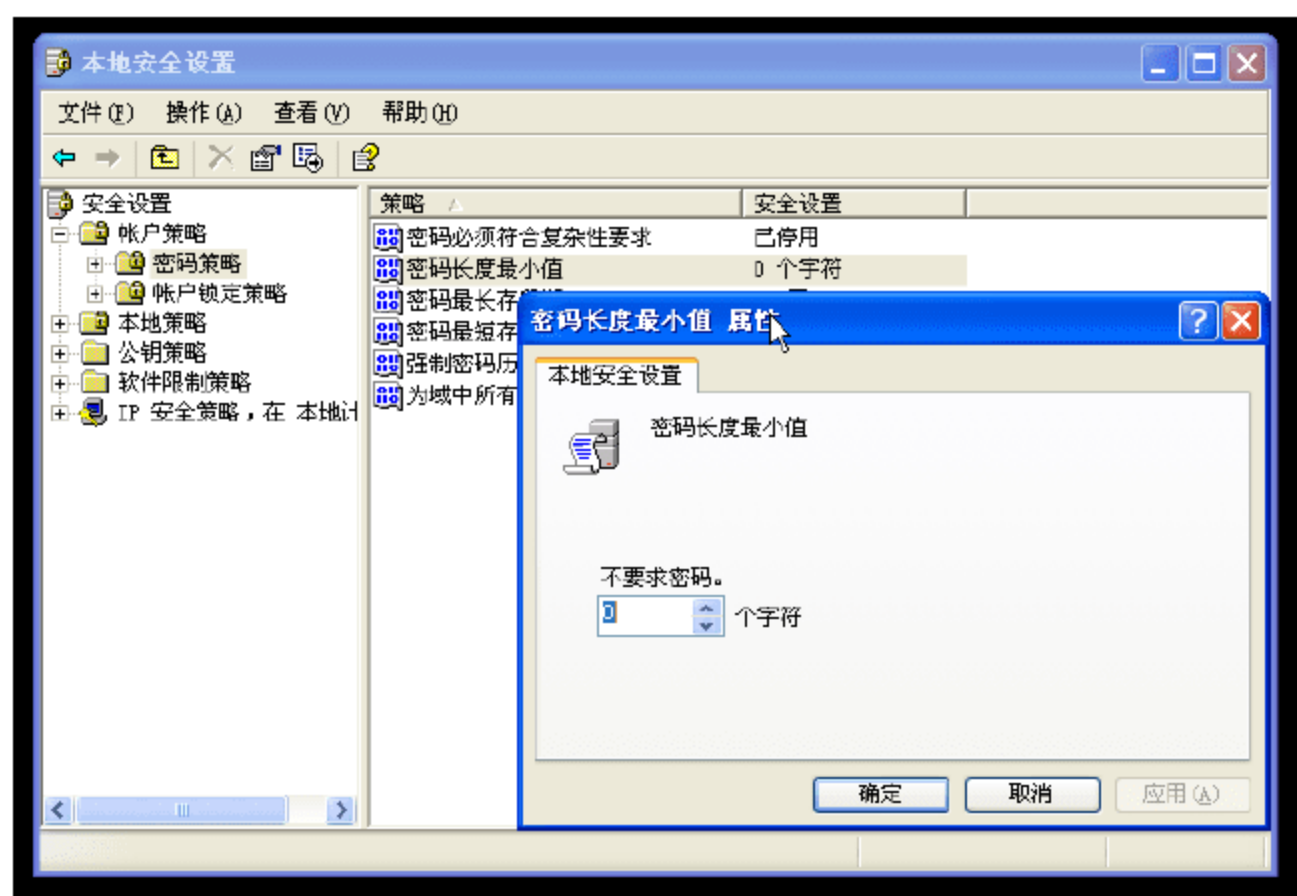 本地安全设置
文件(F) 操作(A) 查看(V) 帮助(H)
安全设置
帐户策略
密码策略
帐户锁定策略
本地策略
公钥策略
软件限制策略
IP 安全策略，在 本地计
策略 安全设置
密码必须符合复杂性要求 已停用
密码长度最小值 0 个字符
密码最长存
密码最短存
强制密码历
为域中所有
密码长度最小值 属性
本地安全设置
密码长度最小值
不要求密码。
0 个字符
确定 取消 应用(A)